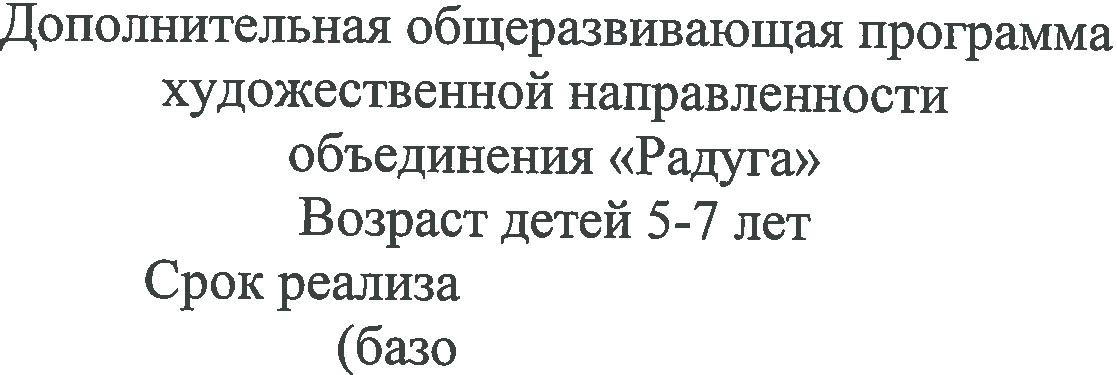 Дополнительная общеразвивающая программа
художественной направленности
объединения «Радуга»
Возраст детей 5-7 лет
Срок реализа
(базо